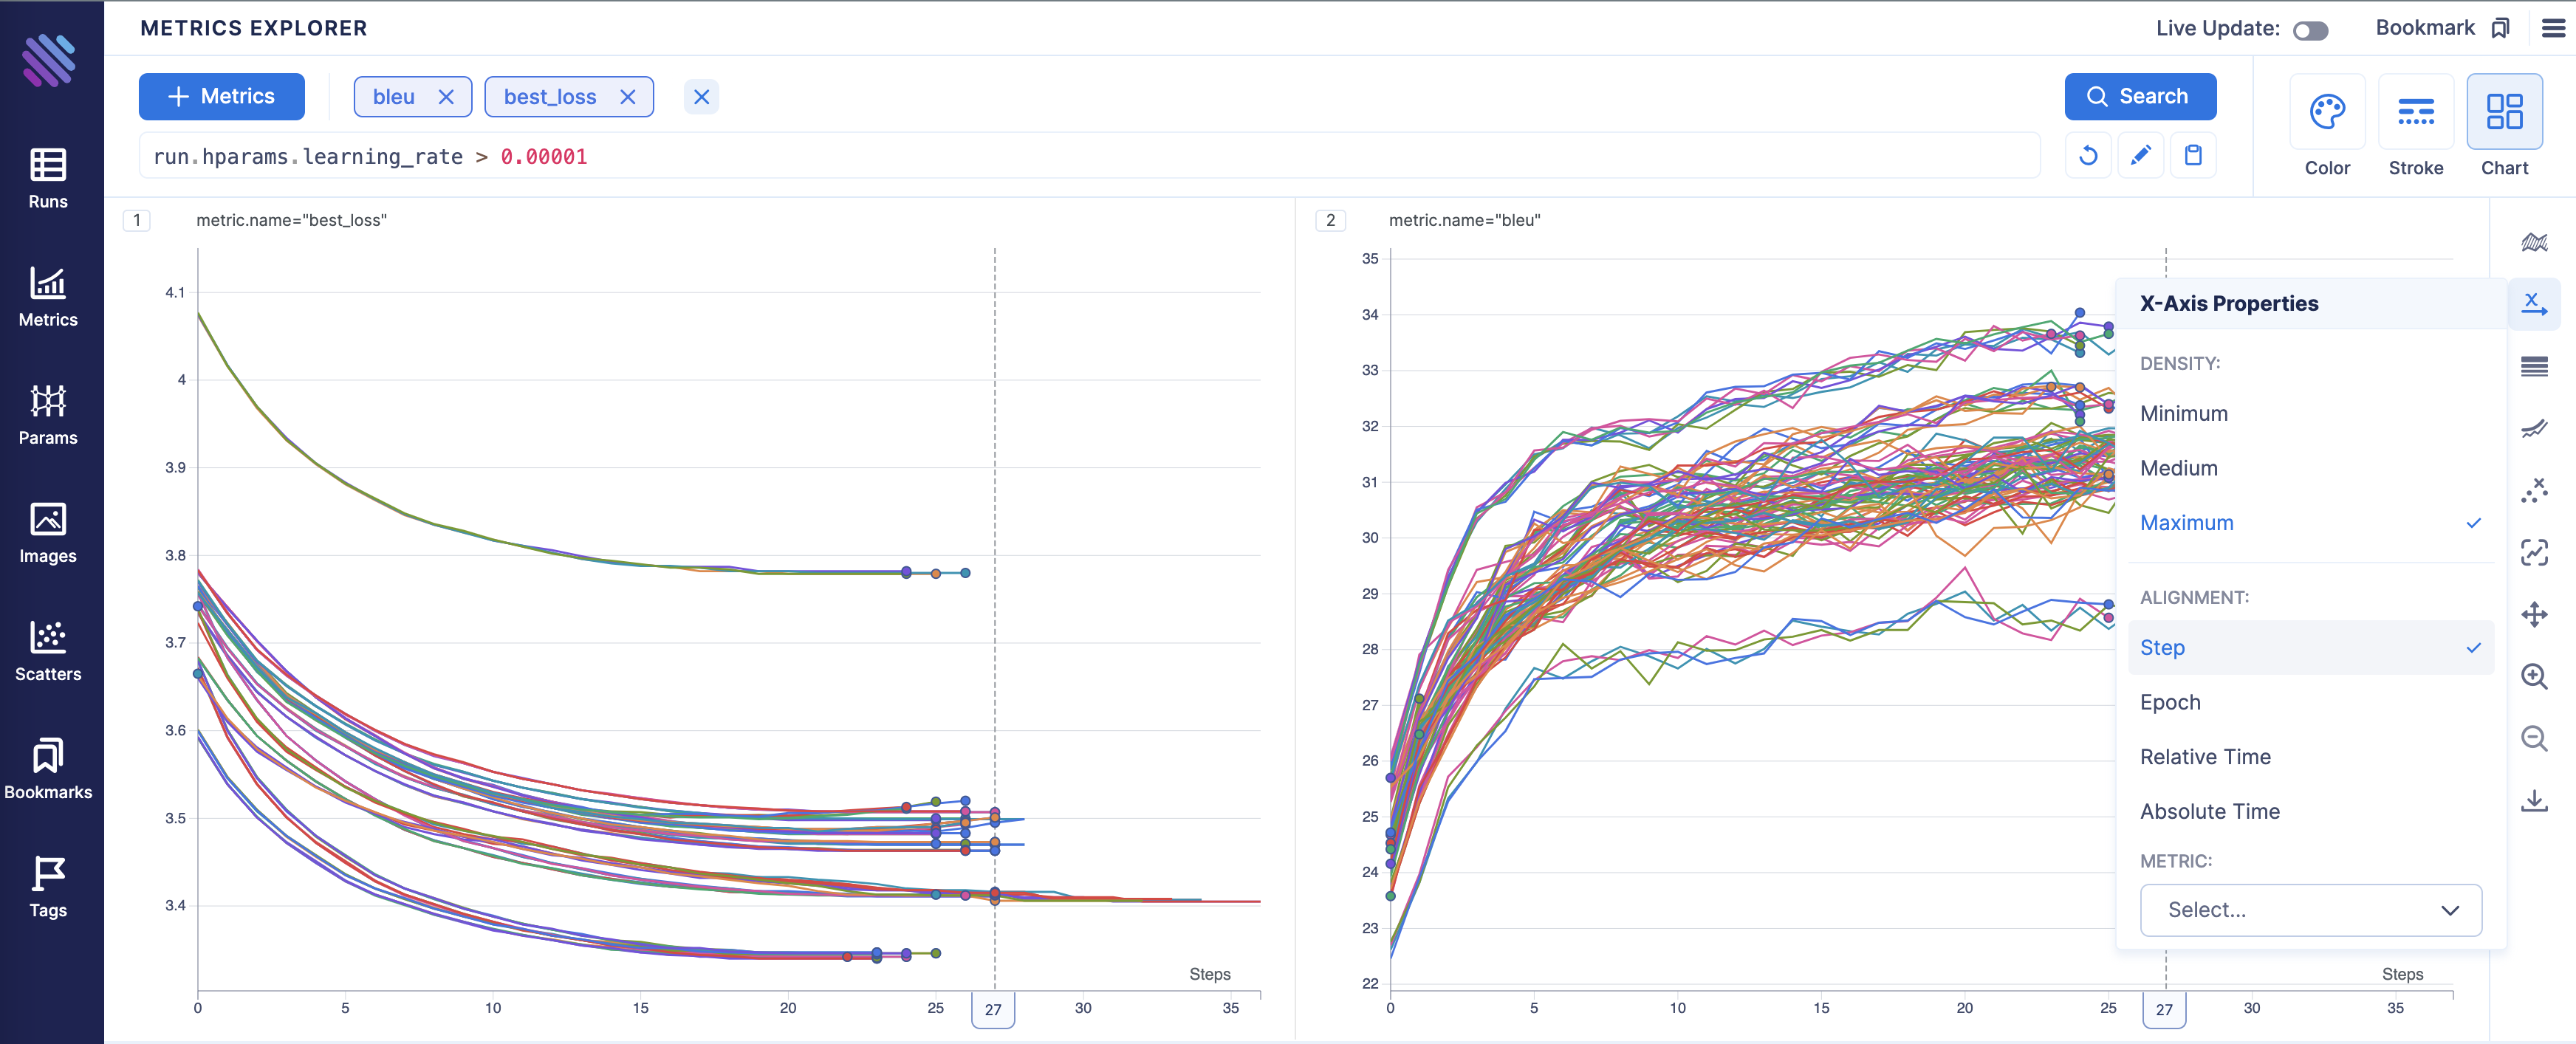 METRICS EXPLORER
Live Update:
Bookmark
Metrics
bleu
best_loss
Search
run.hparams.learning_rate > 0.00001
Color
Stroke
Chart
Runs
Metrics
Params
Images
Scatters
Bookmarks
Tags
1
metric.name="best_loss"
4.1
4
3.9
3.8
3.7
3.6
3.5
3.4
Steps
0
5
10
15
20
25
27
30
35
2
metric.name="bleu"
35
34
33
32
31
30
29
28
27
26
25
24
23
22
Steps
0
5
10
15
20
25
27
30
35
X-Axis Properties
DENSITY:
Minimum
Medium
Maximum
ALIGNMENT:
Step
Epoch
Relative Time
Absolute Time
METRIC:
Select...